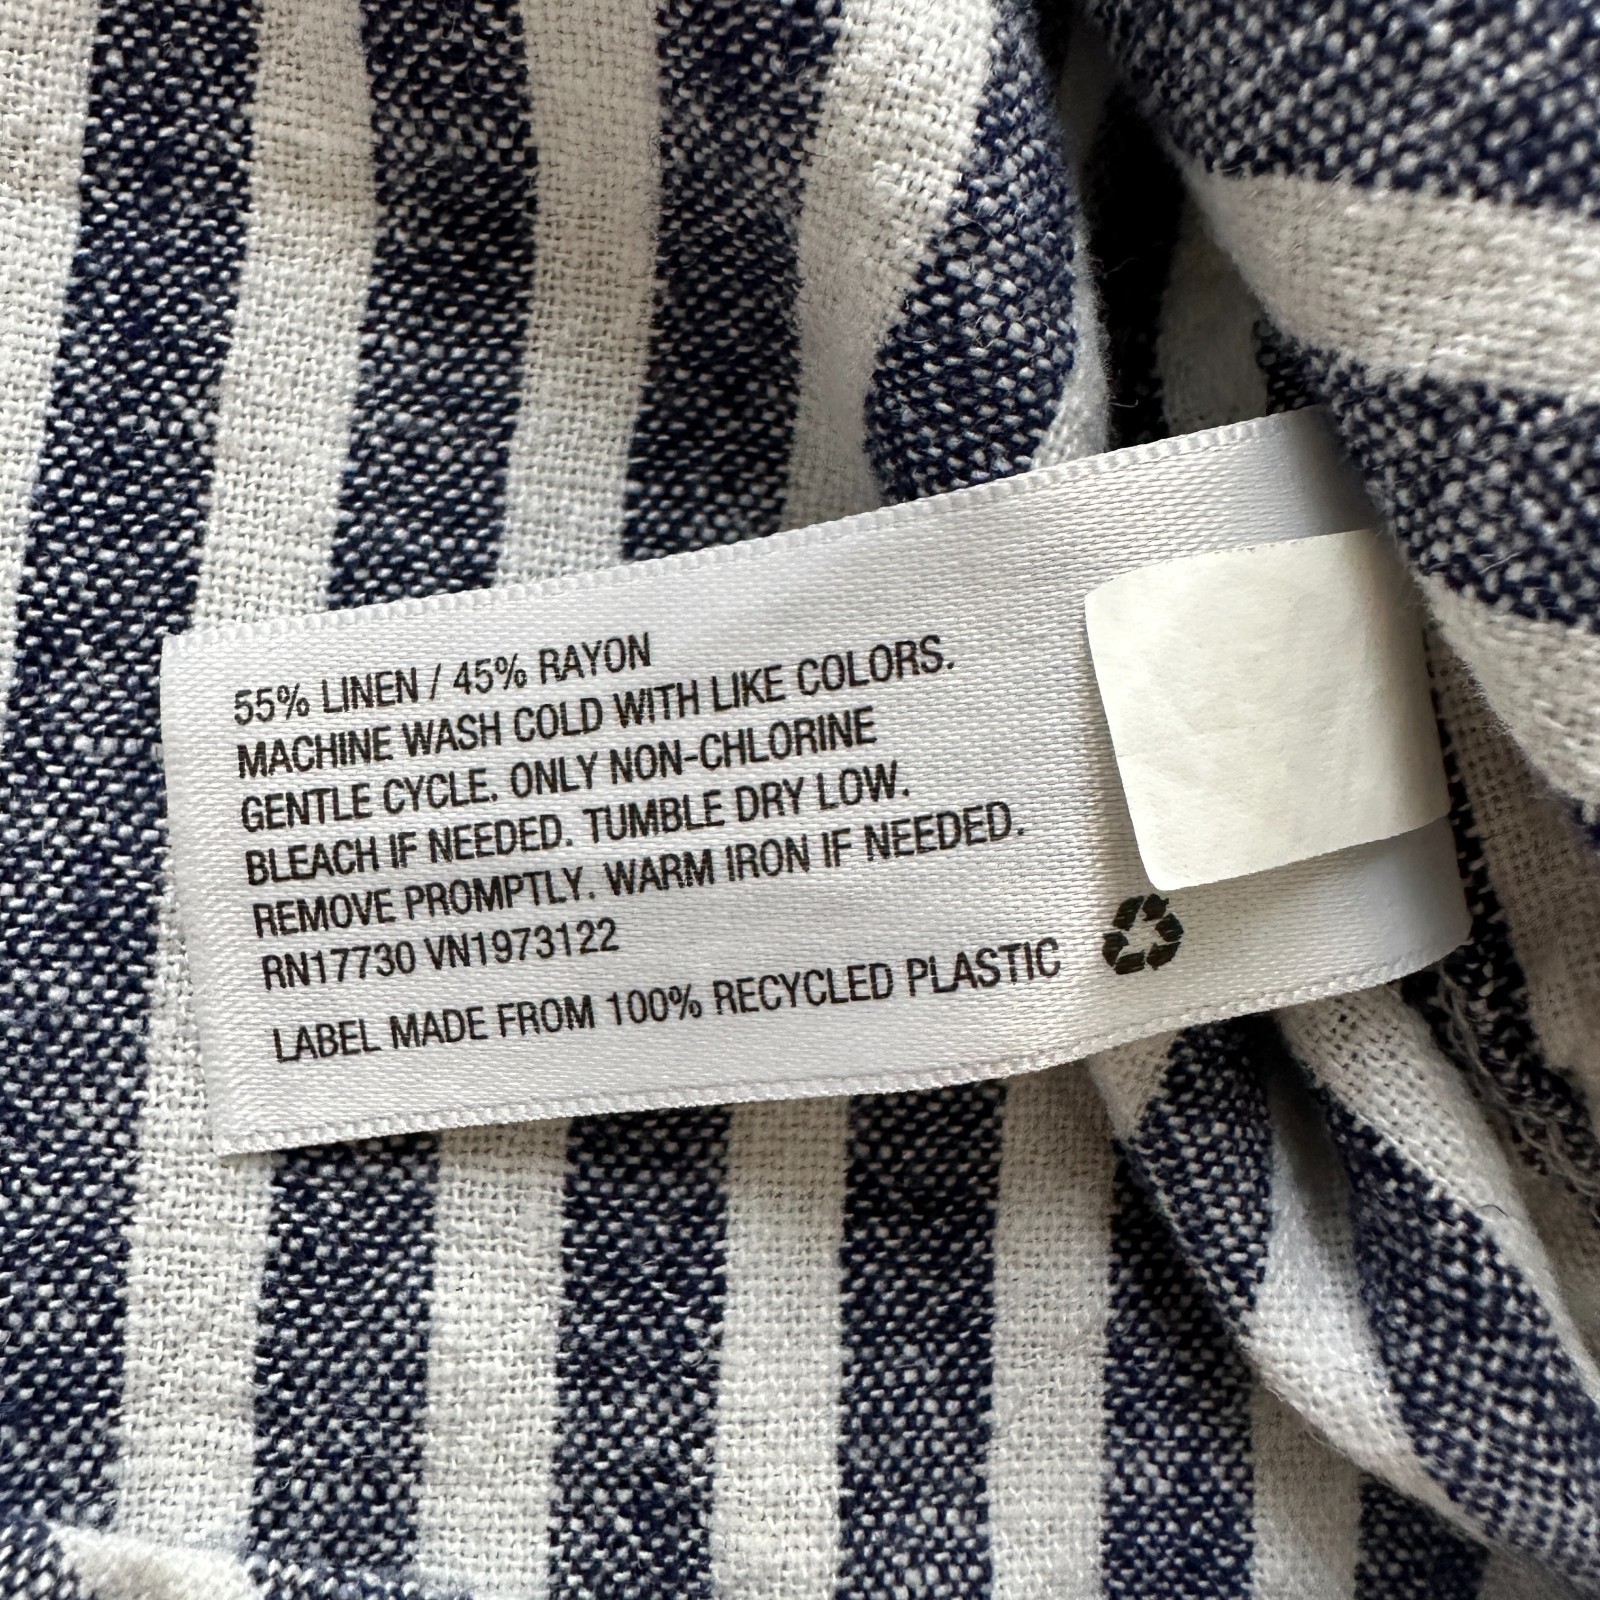 55% LINEN / 45% RAYON
MACHINE WASH COLD WITH LIKE COLORS.
GENTLE CYCLE. ONLY NON-CHLORINE
BLEACH IF NEEDED. TUMBLE DRY LOW.
REMOVE PROMPTLY. WARM IRON IF NEEDED.
RN17730 VN1973122
LABEL MADE FROM 100% RECYCLED PLASTIC